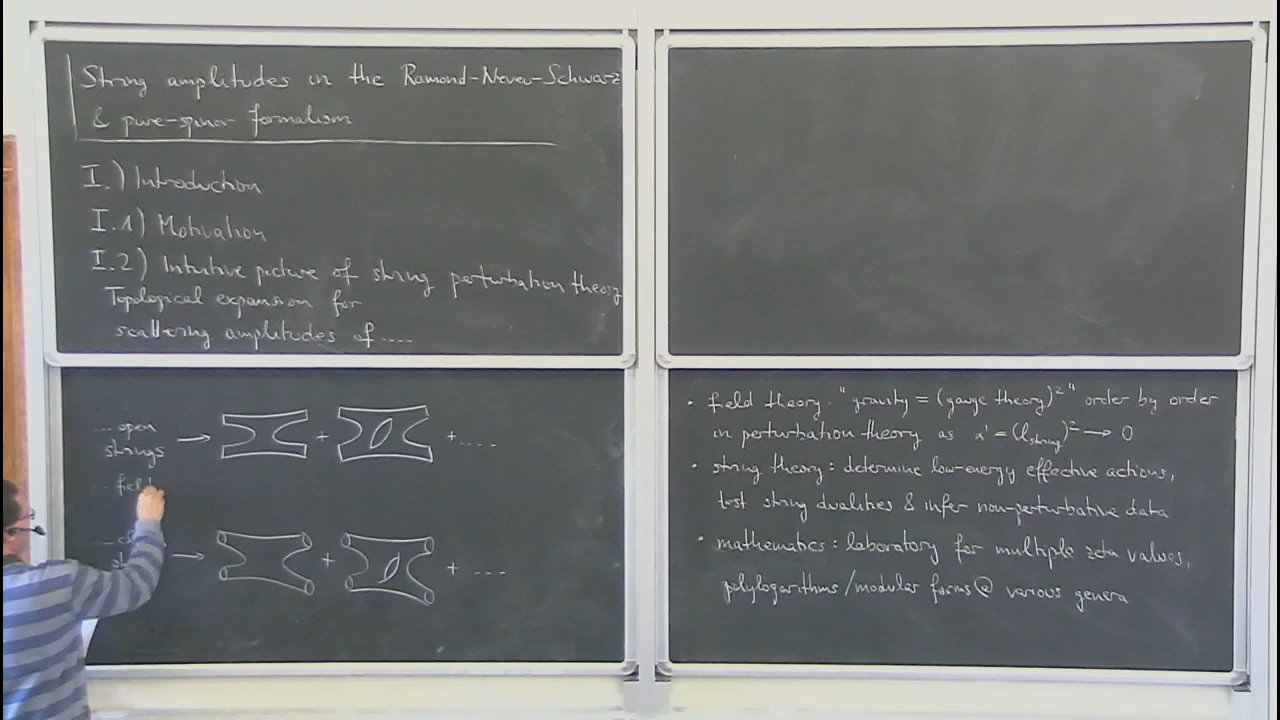 String amplitudes in the Ramond-Neveu-Schwarz
& pure-spinor formalism
I.) Introduction
I.1) Motivation
I.2) Intuitive picture of string perturbation theory
Topological expansion for
scattering amplitudes of ....
... open
strings → + + ....
→ + + ...
• field theory: "gravity = (gauge theory)²" order by order
in perturbation theory as α' = (l_string)² → 0
• string theory: determine low-energy effective actions,
test string dualities & infer non-perturbative data
• mathematics: laboratory for multiple zeta values,
polylogarithms/modular forms @ various genera